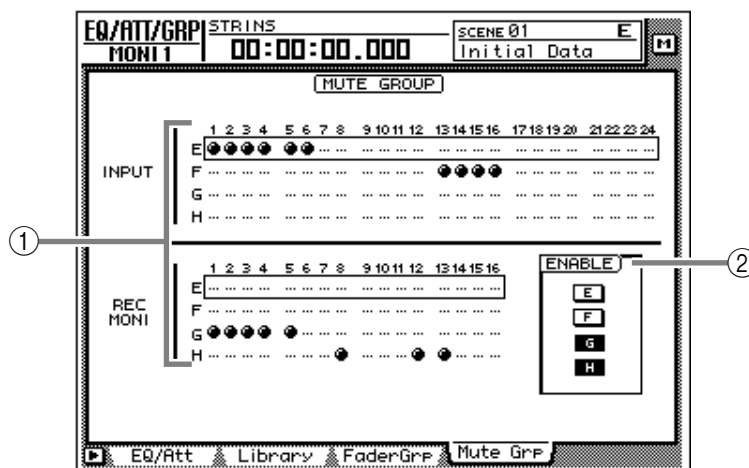 EQ/ATT/GRP STRINS SCENE 01 E
MONI 1 00:00:00.000 Initial Data M
MUTE GROUP
1 2 3 4 5 6 7 8 9 10 11 12 13 14 15 16 17 18 19 20 21 22 23 24
E
INPUT F
G
H
1
2
ENABLE
1 2 3 4 5 6 7 8 9 10 11 12 13 14 15 16
E
REC MONI F
G
H
E
F
G
H
EQ/Att Library FaderGrp Mute Grp